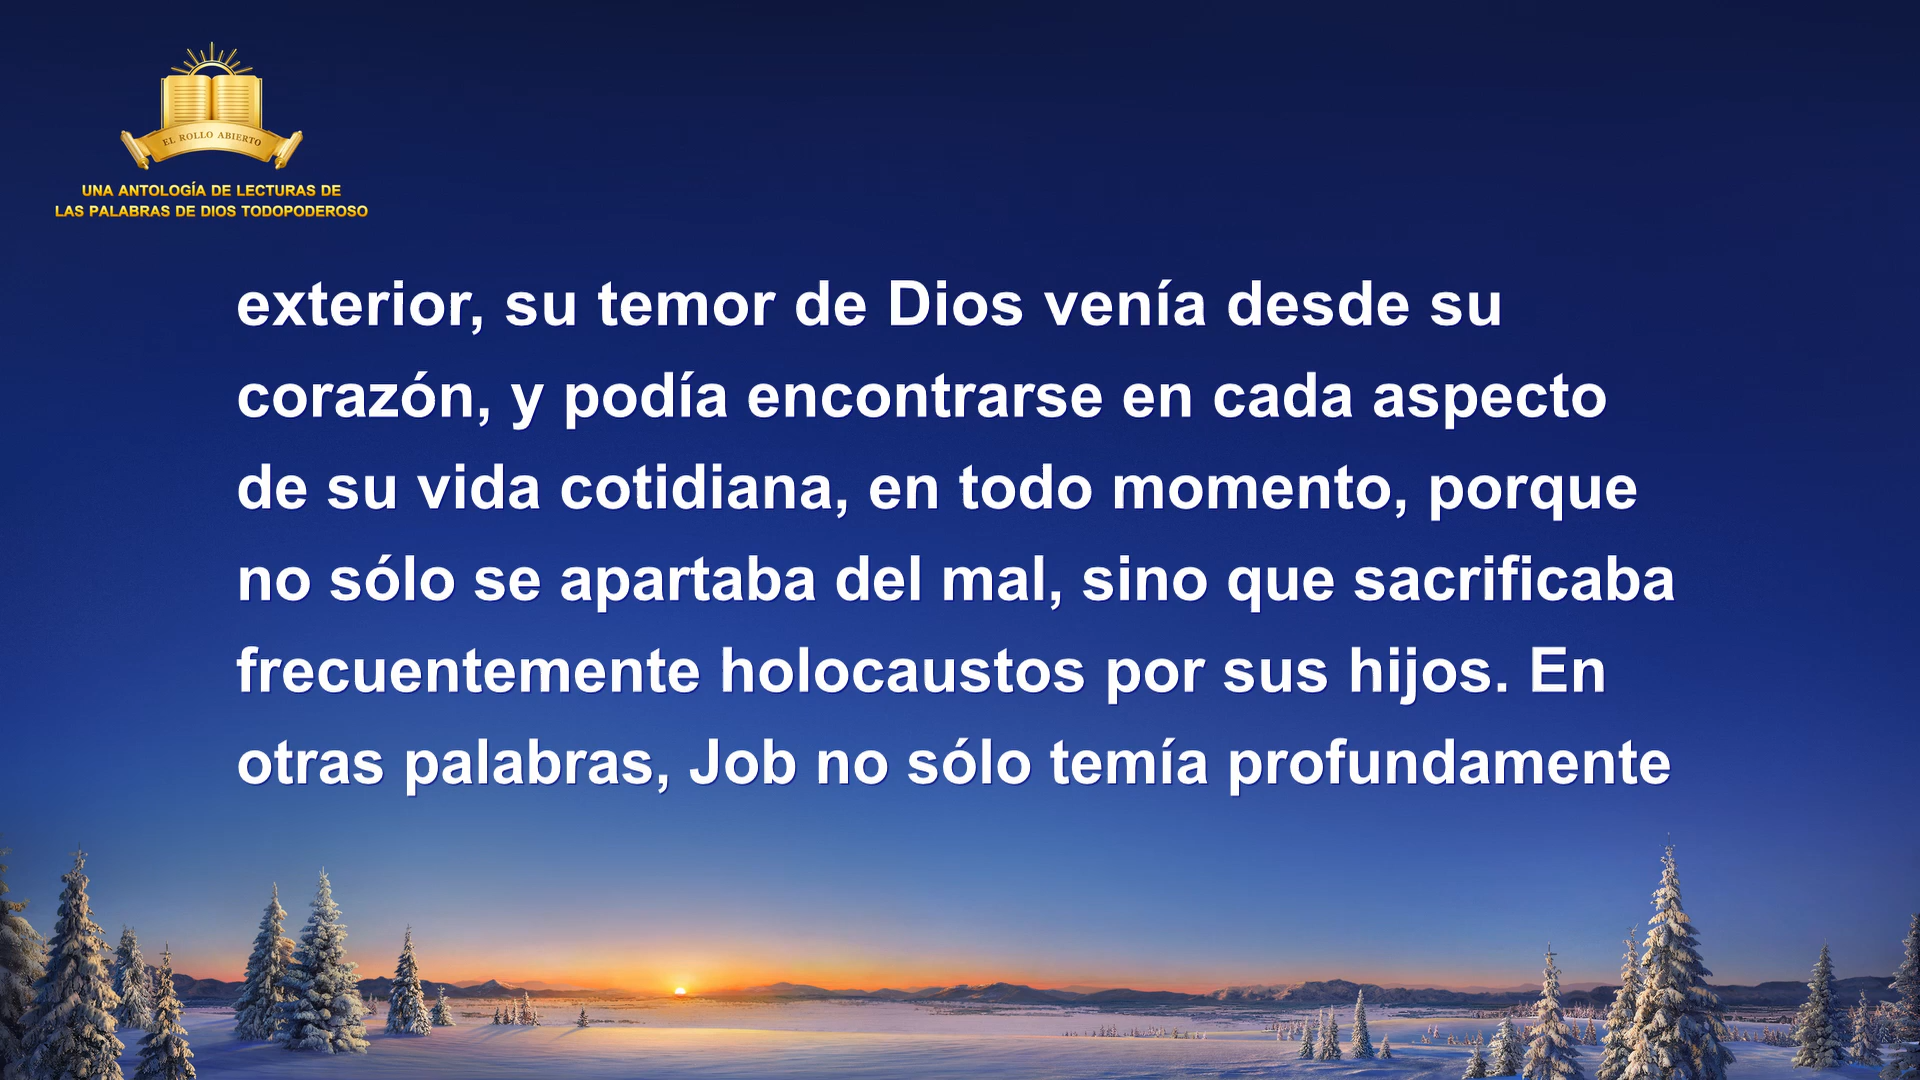 EL ROLLO ABIERTO
UNA ANTOLOGÍA DE LECTURAS DE
LAS PALABRAS DE DIOS TODOPODEROSO
exterior, su temor de Dios venía desde su
corazón, y podía encontrarse en cada aspecto
de su vida cotidiana, en todo momento, porque
no sólo se apartaba del mal, sino que sacrificaba
frecuentemente holocaustos por sus hijos. En
otras palabras, Job no sólo temía profundamente